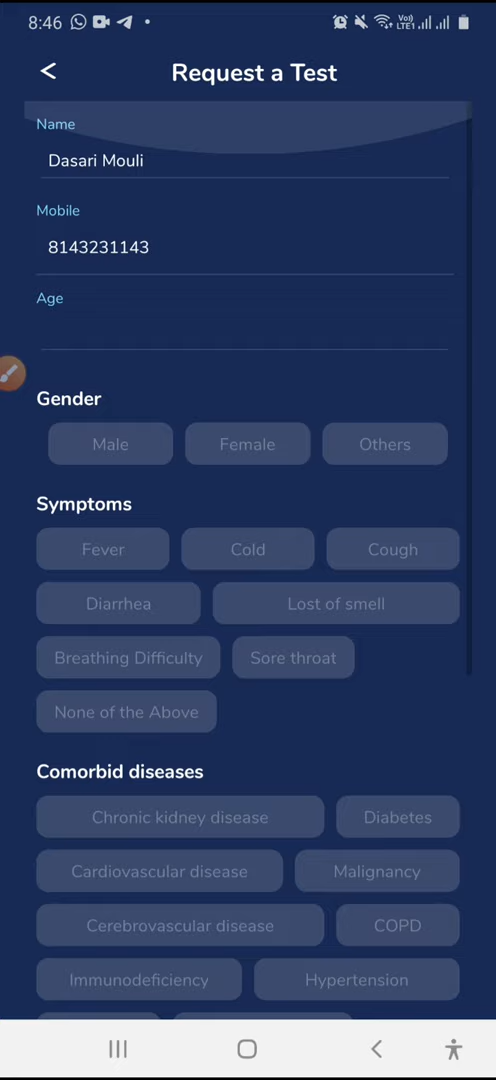 8:46 Vo) LTE1
Request a Test
Name
Dasari Mouli
Mobile
8143231143
Age
Gender
Male Female Others
Symptoms
Fever Cold Cough
Diarrhea Lost of smell
Breathing Difficulty Sore throat
None of the Above
Comorbid diseases
Chronic kidney disease Diabetes
Cardiovascular disease Malignancy
Cerebrovascular disease COPD
Immunodeficiency Hypertension